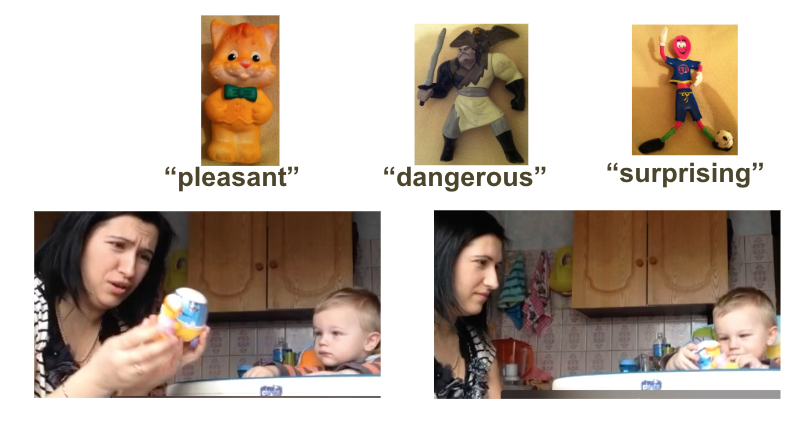 “pleasant”
“dangerous”
“surprising”